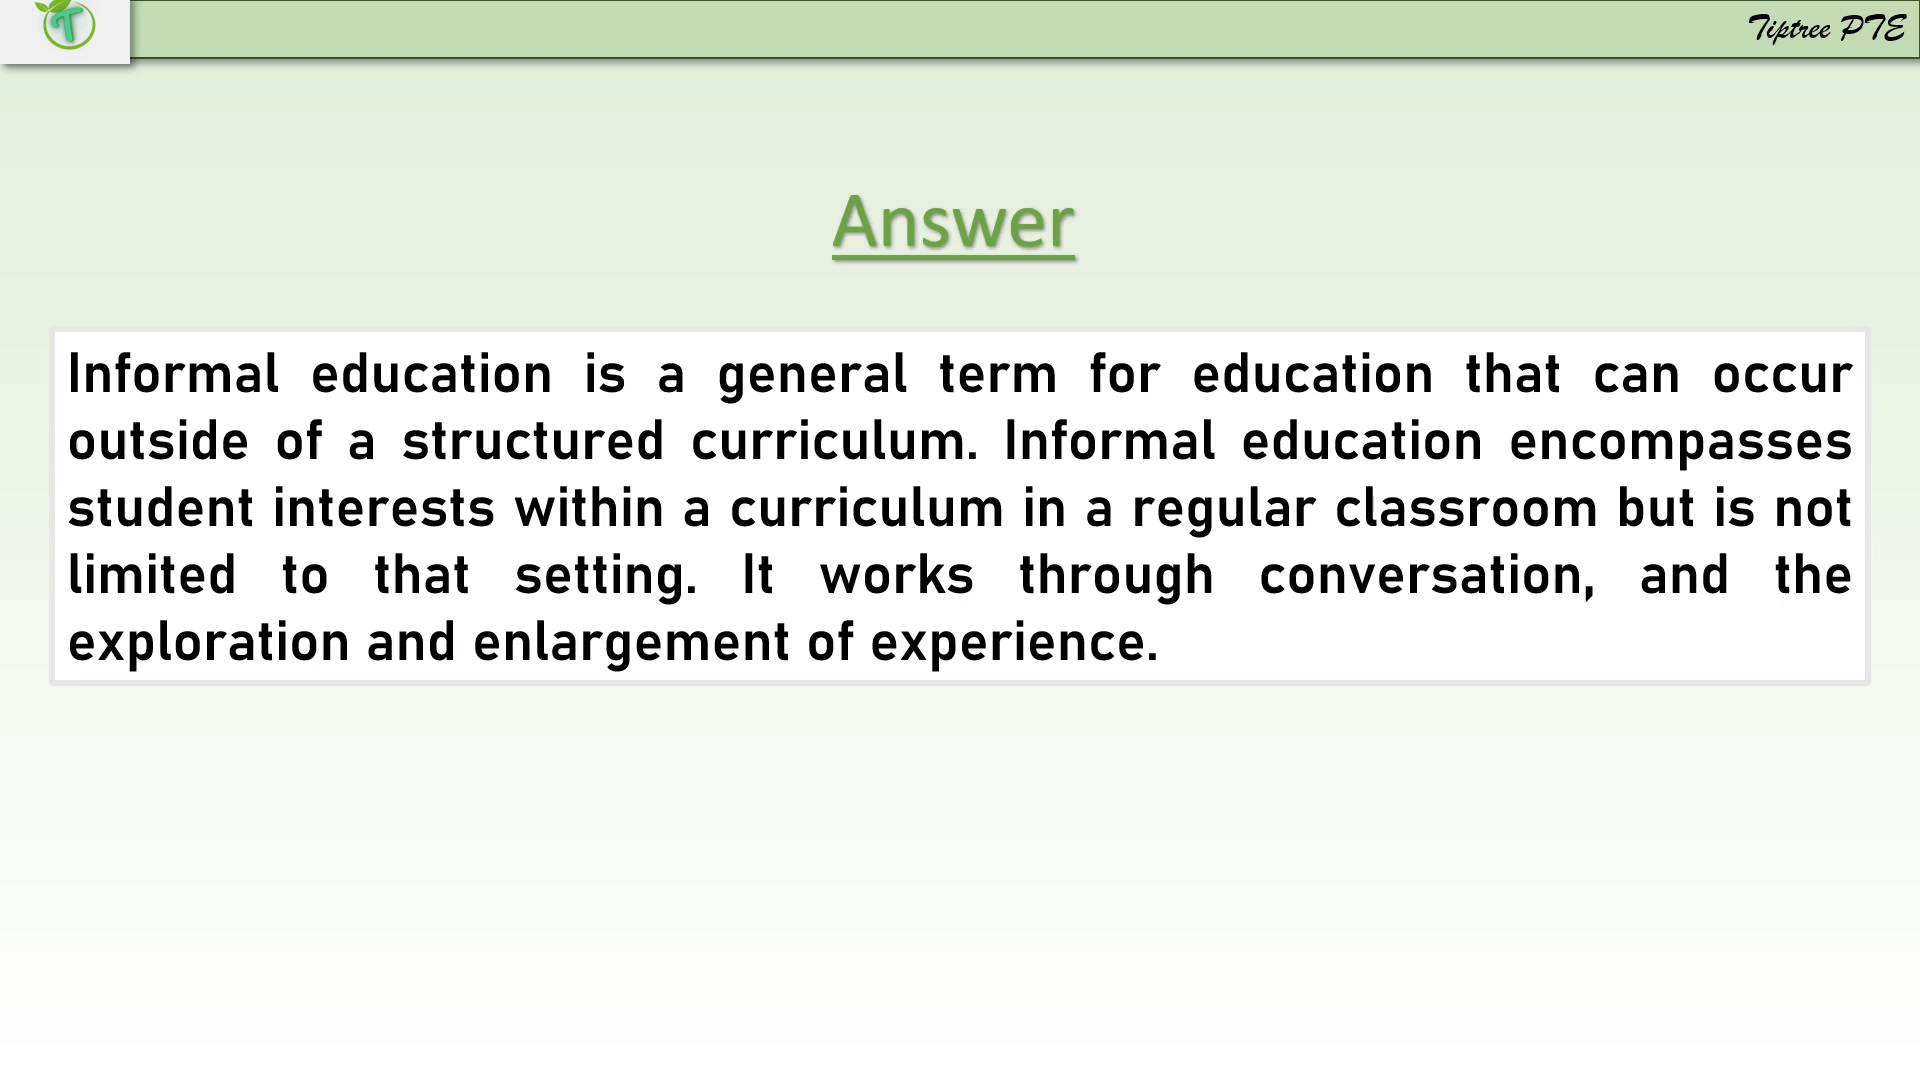 T
Tiptree PTE
Answer
Informal education is a general term for education that can occur
outside of a structured curriculum. Informal education encompasses
student interests within a curriculum in a regular classroom but is not
limited to that setting. It works through conversation, and the
exploration and enlargement of experience.